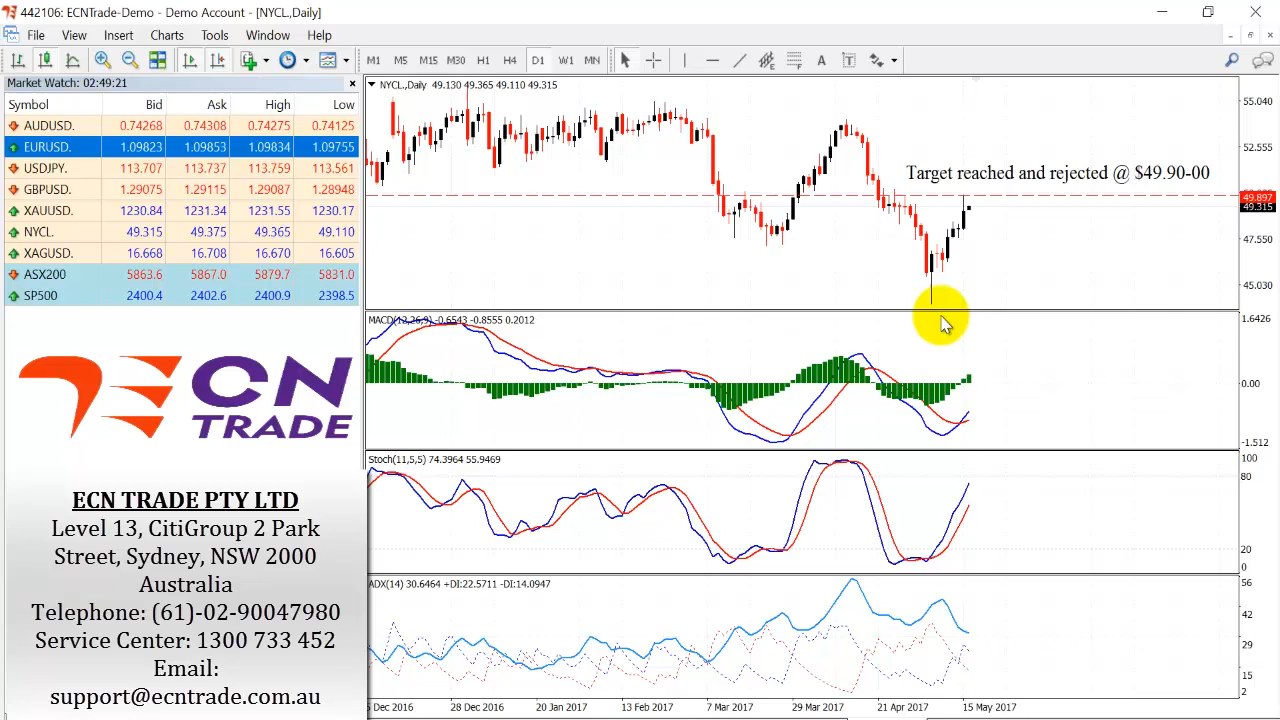 442106: ECNTrade-Demo - Demo Account - [NYCL,Daily]
File View Insert Charts Tools Window Help
M1 M5 M15 M30 H1 H4 D1 W1 MN
Market Watch: 02:49:21
Symbol Bid Ask High Low
AUDUSD. 0.74268 0.74308 0.74275 0.74125
EURUSD. 1.09823 1.09853 1.09834 1.09755
USDJPY. 113.707 113.737 113.759 113.561
GBPUSD. 1.29075 1.29115 1.29087 1.28948
XAUUSD. 1230.84 1231.34 1231.55 1230.17
NYCL. 49.315 49.375 49.365 49.110
XAGUSD. 16.668 16.708 16.670 16.605
ASX200 5863.6 5867.0 5879.7 5831.0
SP500 2400.4 2402.6 2400.9 2398.5
ECN
TRADE
ECN TRADE PTY LTD
Level 13, CitiGroup 2 Park
Street, Sydney, NSW 2000
Australia
Telephone: (61)-02-90047980
Service Center: 1300 733 452
Email:
support@ecntrade.com.au
NYCL,Daily 49.130 49.365 49.110 49.315
55.040
52.555
Target reached and rejected @ $49.90-00
49.897
49.315
47.550
45.030
MACD(12,26,9) -0.6543 -0.8555 0.2012
1.6426
0.00
-1.512
Stoch(11,5,5) 74.3964 55.9469
100
80
20
0
ADX(14) 30.6464 +DI:22.5711 -DI:14.0947
56
42
29
15
2
Dec 2016 28 Dec 2016 20 Jan 2017 13 Feb 2017 7 Mar 2017 29 Mar 2017 21 Apr 2017 15 May 2017